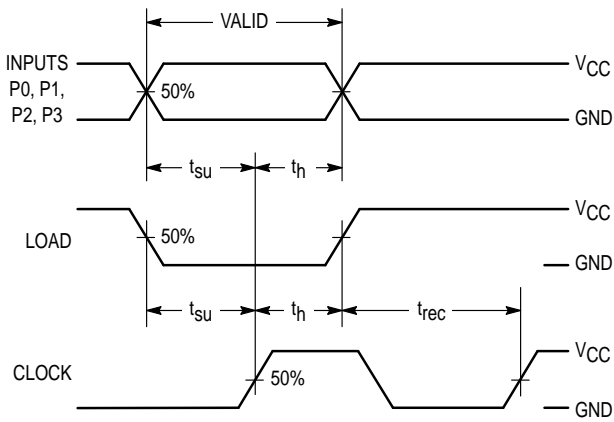 VALID
INPUTS
P0, P1,
P2, P3
50%
VCC
GND
tsu
th
LOAD
50%
VCC
GND
tsu
th
trec
CLOCK
50%
VCC
GND